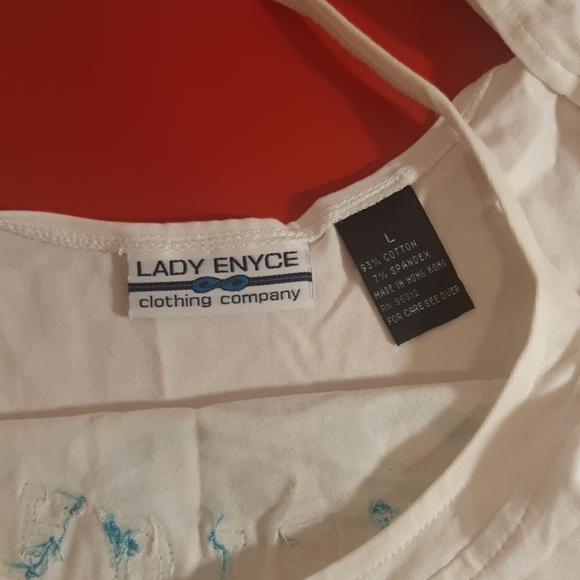 LADY ENYCE
clothing company
L
93% COTTON
7% SPANDEX
MADE IN HONG KONG
RN 96312
FOR CARE SEE OVER